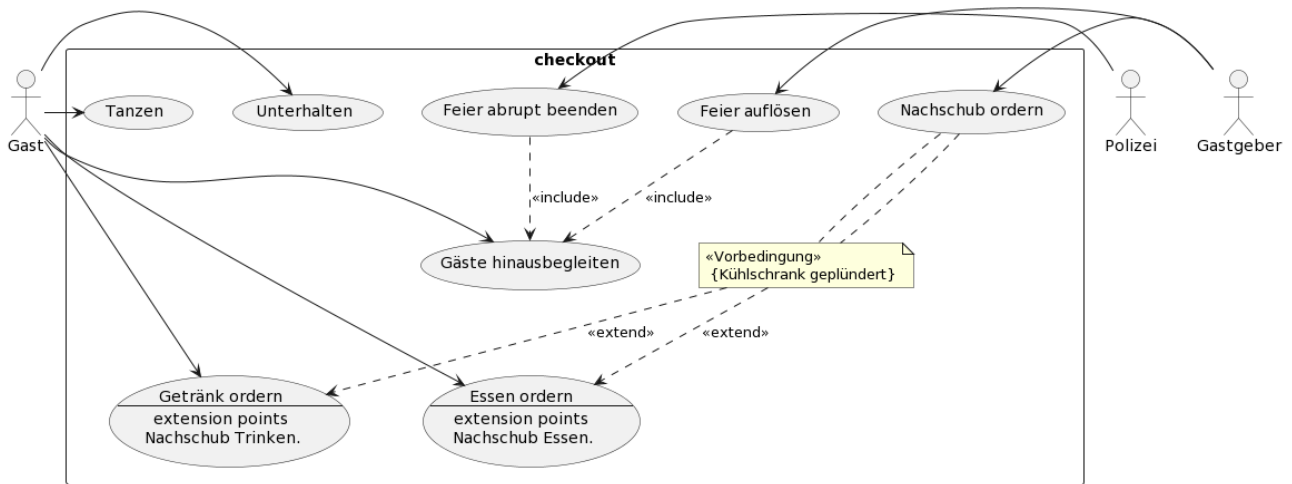 checkout
Tanzen
Unterhalten
Feier abrupt beenden
Feier auflösen
Nachschub ordern
Gast
Polizei
Gastgeber
«include»
«include»
Gäste hinausbegleiten
«Vorbedingung»
{Kühlschrank geplündert}
«extend»
«extend»
Getränk ordern
extension points
Nachschub Trinken.
Essen ordern
extension points
Nachschub Essen.